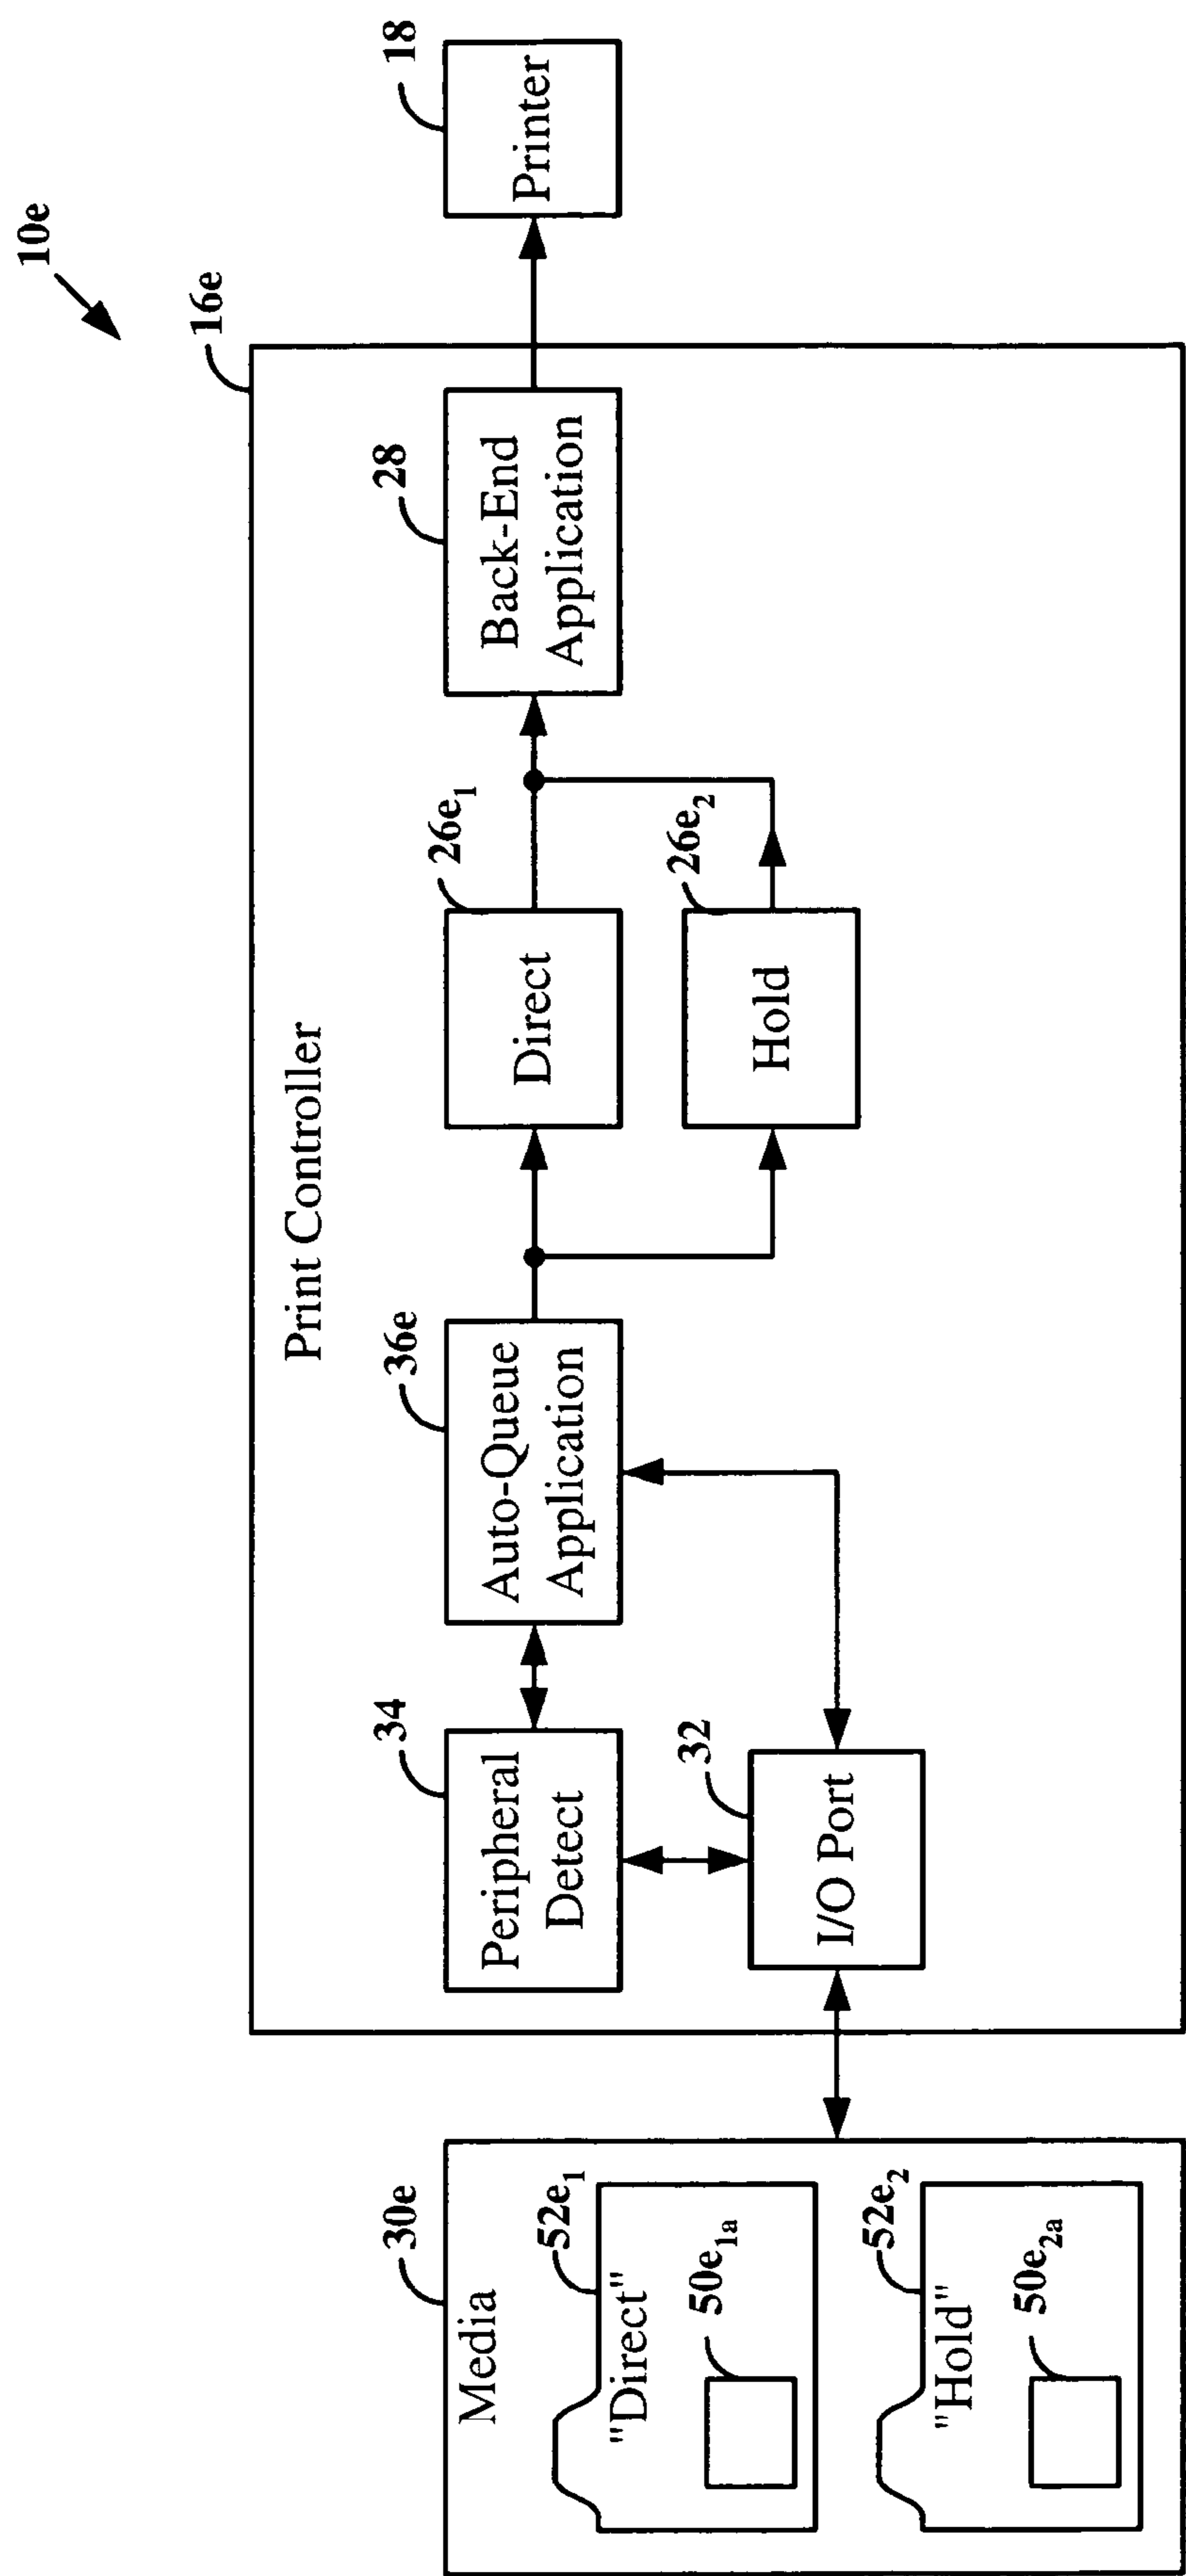 10e
16e
Print Controller
30e
Media
52e1
"Direct"
50e1a
52e2
"Hold"
50e2a
34
Peripheral
Detect
32
I/O Port
36e
Auto-Queue
Application
26e1
Direct
26e2
Hold
28
Back-End
Application
18
Printer